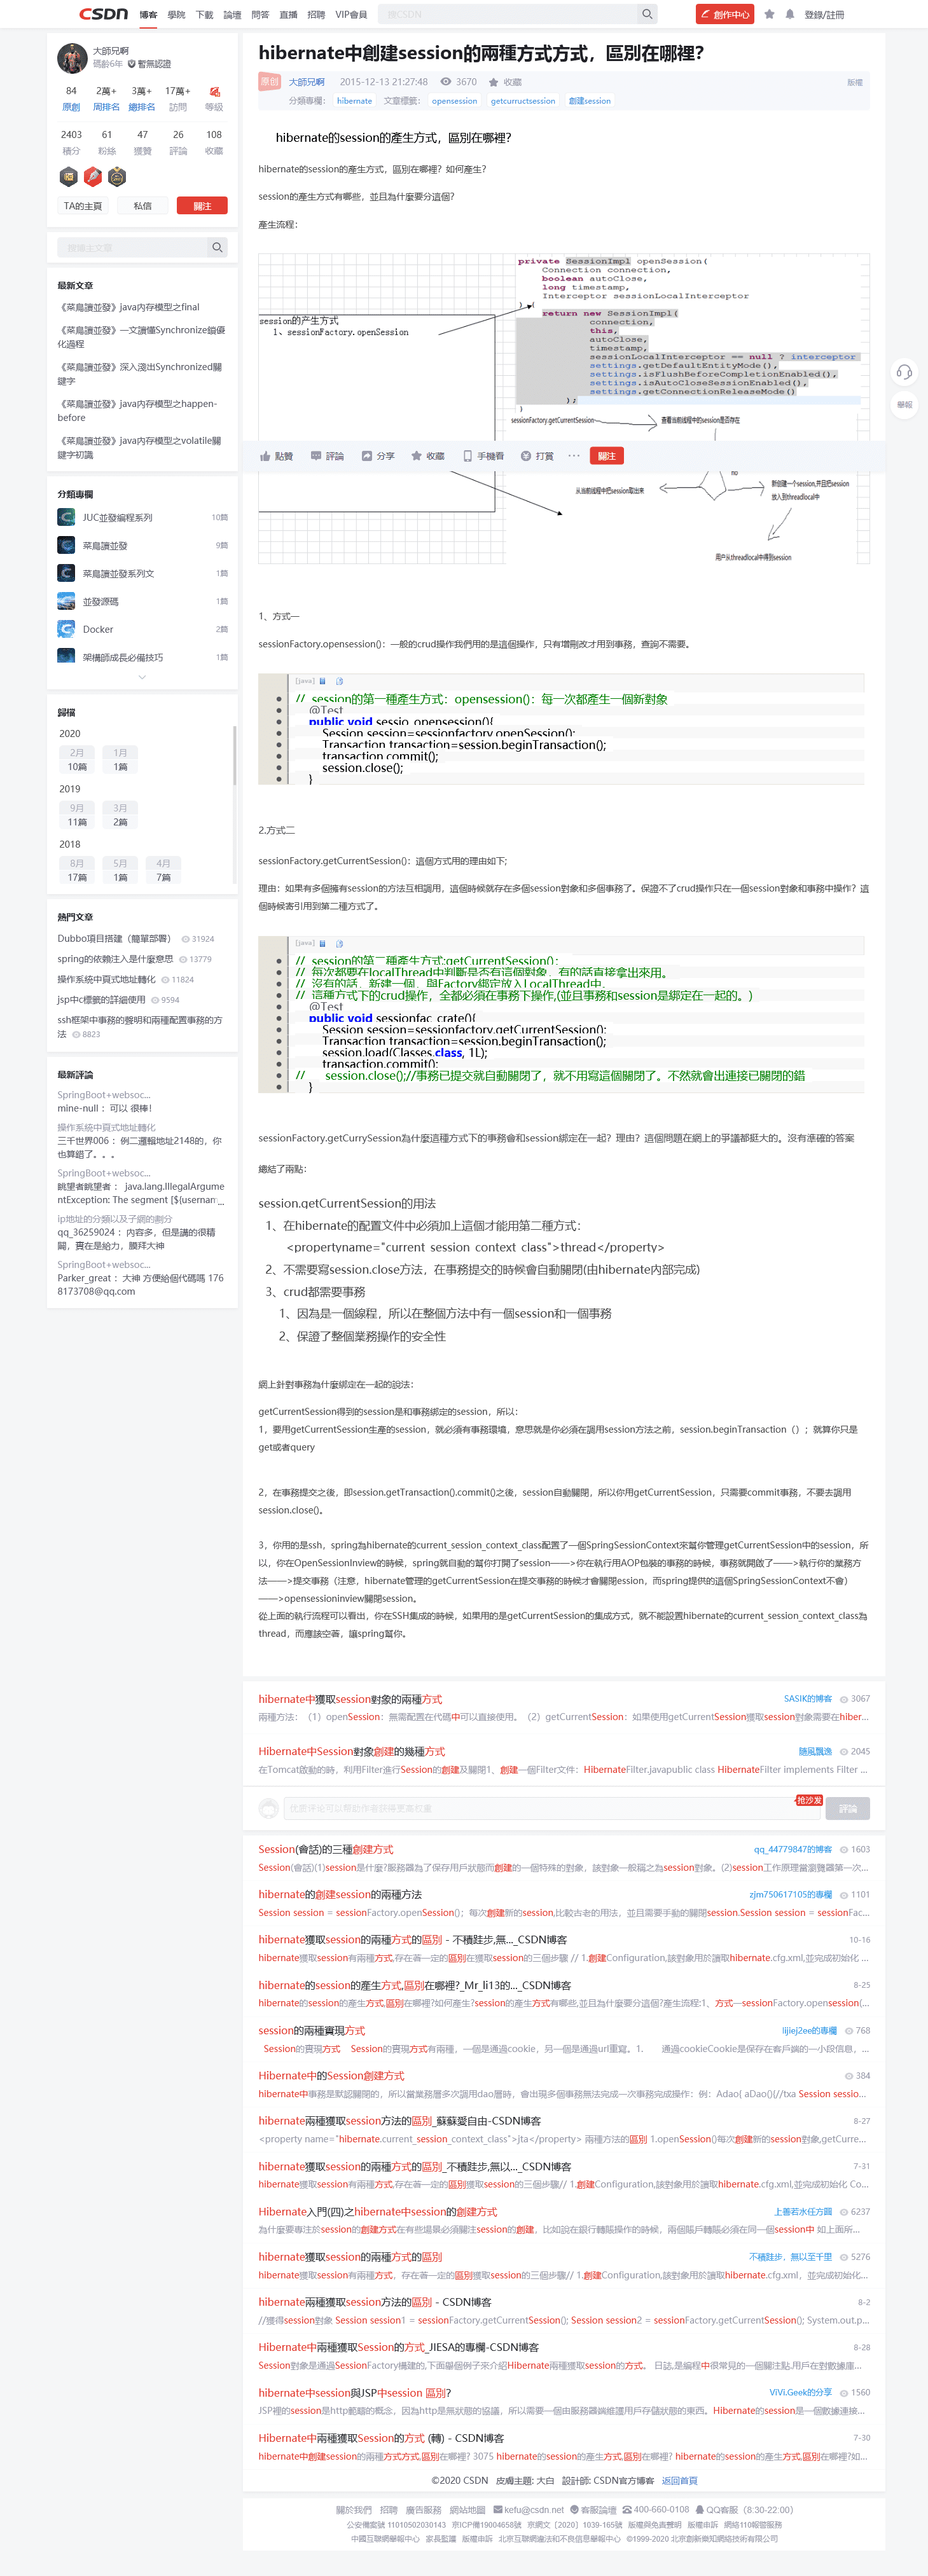 CSDN 博客 學院 下載 論壇 問答 直播 招聘 VIP會員 搜CSDN 創作中心 登錄/註冊
大師兄啊
碼齡6年 暫無認證
84 2萬+ 3萬+ 17萬+
原創 周排名 總排名 訪問 等級
2403 61 47 26 108
積分 粉絲 獲贊 評論 收藏
TA的主頁 私信 關注
搜博主文章
最新文章
《菜鳥讀並發》java內存模型之final
《菜鳥讀並發》一文讀懂Synchronize鎖優
化過程
《菜鳥讀並發》深入淺出Synchronized關
鍵字
《菜鳥讀並發》java內存模型之happen-
before
《菜鳥讀並發》java內存模型之volatile關
鍵字初識
分類專欄
JUC並發編程系列 10篇
菜鳥讀並發 9篇
菜鳥讀並發系列文 1篇
並發源碼 1篇
Docker 2篇
架構師成長必備技巧 1篇
歸檔
2020
2月 1月
10篇 1篇
2019
9月 3月
11篇 2篇
2018
8月 5月 4月
17篇 1篇 7篇
熱門文章
Dubbo項目搭建（簡單部署） 31924
spring的依賴注入是什麼意思 13779
操作系統中頁式地址轉化 11824
jsp中c標籤的詳細使用 9594
ssh框架中事務的聲明和兩種配置事務的方
法 8823
最新評論
SpringBoot+websoc...
mine-null： 可以 很棒！
操作系統中頁式地址轉化
三千世界006： 例二邏輯地址2148的，你
也算錯了。。。
SpringBoot+websoc...
眺望者眺望者： java.lang.IllegalArgume
ntException: The segment [${usernam
ip地址的分類以及子網的劃分
qq_36259024： 內容多，但是講的很精
闢，實在是給力，膜拜大神
SpringBoot+websoc...
Parker_great： 大神 方便給個代碼嗎 176
8173708@qq.com
hibernate中創建session的兩種方式方式，區別在哪裡？
原創 大師兄啊 2015-12-13 21:27:48 3670 收藏 版權
分類專欄： hibernate 文章標籤： opensession getcurructsession 創建session
hibernate的session的產生方式，區別在哪裡？
hibernate的session的產生方式，區別在哪裡？如何產生？
session的產生方式有哪些，並且為什麼要分這個？
產生流程：
private SessionImpl openSession(
Connection connection,
boolean autoClose,
long timestamp,
Interceptor sessionLocalInterceptor
) {
return new SessionImpl(
connection,
this,
autoClose,
timestamp,
sessionLocalInterceptor == null ? interceptor
settings.getDefaultEntityMode(),
settings.isFlushBeforeCompletionEnabled(),
settings.isAutoCloseSessionEnabled(),
settings.getConnectionReleaseMode()
);
}
session的产生方式
1、sessionFactory.openSession
sessionFactory.getCurrentSession
查看当前线程中的session是否存在
點贊 評論 分享 收藏 手機看 打賞 ··· 關注
舉報
no
从当前线程中把session取出来
新创建一个session,并且把session
放入到threadlocal中
用户从threadlocal中得到session
1、方式一
sessionFactory.opensession()：一般的crud操作我們用的是這個操作，只有增刪改才用到事務，查詢不需要。
[java]
// session的第一種產生方式：opensession()：每一次都產生一個新對象
@Test
public void sessio_opensession(){
Session session=sessionfactory.openSession();
Transaction transaction=session.beginTransaction();
transaction.commit();
session.close();
}
2.方式二
sessionFactory.getCurrentSession()：這個方式用的理由如下;
理由：如果有多個擁有session的方法互相調用，這個時候就存在多個session對象和多個事務了。保證不了crud操作只在一個session對象和事務中操作？這
個時候寄引用到第二種方式了。
[java]
// session的第二種產生方式:getCurrentSession():
// 每次都要在localThread中判斷是否有這個對象，有的話直接拿出來用。
// 沒有的話，新建一個，與Factory綁定放入LocalThread中。
// 這種方式下的crud操作，全都必須在事務下操作,(並且事務和session是綁定在一起的。)
@Test
public void sessionfac_crata(){
Session session=sessionfactory.getCurrentSession();
Transaction transaction=session.beginTransaction();
session.load(Classes.class, 1L);
transaction.commit();
// session.close();//事務已提交就自動關閉了，就不用寫這個關閉了。不然就會出連接已關閉的錯
}
sessionFactory.getCurrySession為什麼這種方式下的事務會和session綁定在一起？理由？這個問題在網上的爭議都挺大的。沒有準確的答案
總結了兩點：
session.getCurrentSession的用法
1、在hibernate的配置文件中必須加上這個才能用第二種方式：
<propertyname="current_session_context_class">thread</property>
2、不需要寫session.close方法，在事務提交的時候會自動關閉(由hibernate內部完成)
3、crud都需要事務
1、因為是一個線程，所以在整個方法中有一個session和一個事務
2、保證了整個業務操作的安全性
網上針對事務為什麼綁定在一起的說法：
getCurrentSession得到的session是和事務綁定的session，所以：
1，要用getCurrentSession生產的session，就必須有事務環境，意思就是你必須在調用session方法之前，session.beginTransaction（）；就算你只是
get或者query
2，在事務提交之後，即session.getTransaction().commit()之後，session自動關閉，所以你用getCurrentSession，只需要commit事務，不要去調用
session.close()。
3，你用的是ssh，spring為hibernate的current_session_context_class配置了一個SpringSessionContext來幫你管理getCurrentSession中的session，所
以，你在OpenSessionInview的時候，spring就自動的幫你打開了session——>你在執行用AOP包裝的事務的時候，事務就開啟了——>執行你的業務方
法——>提交事務（注意，hibernate管理的getCurrentSession在提交事務的時候才會關閉ession，而spring提供的這個SpringSessionContext不會）
——>opensessioninview關閉session。
從上面的執行流程可以看出，你在SSH集成的時候，如果用的是getCurrentSession的集成方式，就不能設置hibernate的current_session_context_class為
thread，而應該空著，讓spring幫你。
hibernate中獲取session對象的兩種方式 SASIK的博客 3067
兩種方法：（1）openSession：無需配置在代碼中可以直接使用。（2）getCurrentSession：如果使用getCurrentSession獲取session對象需要在hiber...
Hibernate中Session對象創建的幾種方式 隨風飄逸 2045
在Tomcat啟動的時，利用Filter進行Session的創建及關閉1、創建一個Filter文件：HibernateFilter.javapublic class HibernateFilter implements Filter ...
优质评论可以帮助作者获得更高权重 抢沙发 評論
Session(會話)的三種創建方式 qq_44779847的博客 1603
Session(會話)(1)session是什麼?服務器為了保存用戶狀態而創建的一個特殊的對象，該對象一般稱之為session對象。(2)session工作原理當瀏覽器第一次...
hibernate的創建session的兩種方法 zjm750617105的專欄 1101
Session session = sessionFactory.openSession()；每次創建新的session,比較古老的用法，並且需要手動的關閉session.Session session = sessionFac...
hibernate獲取session的兩種方式的區別 - 不積跬步,無..._CSDN博客 10-16
hibernate獲取session有兩種方式,存在著一定的區別在獲取session的三個步驟 // 1.創建Configuration,該對象用於讀取hibernate.cfg.xml,並完成初始化 ...
hibernate的session的產生方式,區別在哪裡?_Mr_li13的..._CSDN博客 8-25
hibernate的session的產生方式,區別在哪裡?如何產生?session的產生方式有哪些,並且為什麼要分這個?產生流程:1、方式一sessionFactory.opensession(...
session的兩種實現方式 lijiej2ee的專欄 768
Session的實現方式 Session的實現方式有兩種，一個是通過cookie，另一個是通過url重寫。1. 通過cookieCookie是保存在客戶端的一小段信息，...
Hibernate中的Session創建方式 384
hibernate中事務是默認關閉的，所以當業務層多次調用dao層時，會出現多個事務無法完成一次事務完成操作：例：Adao{ aDao(){//txa Session sessio...
hibernate兩種獲取session方法的區別_蘇蘇愛自由-CSDN博客 8-27
<property name="hibernate.current_session_context_class">jta</property> 兩種方法的區別 1.openSession()每次創建新的session對象,getCurre...
hibernate獲取session的兩種方式的區別_不積跬步,無以..._CSDN博客 7-31
hibernate獲取session有兩種方式,存在著一定的區別獲取session的三個步驟// 1.創建Configuration,該對象用於讀取hibernate.cfg.xml,並完成初始化 Co...
Hibernate入門(四)之hibernate中session的創建方式 上善若水任方圓 6237
為什麼要專注於session的創建方式在有些場景必須關注session的創建，比如說在銀行轉賬操作的時候，兩個賬戶轉賬必須在同一個session中 如上面所...
hibernate獲取session的兩種方式的區別 不積跬步，無以至千里 5276
hibernate獲取session有兩種方式，存在著一定的區別獲取session的三個步驟// 1.創建Configuration,該對象用於讀取hibernate.cfg.xml，並完成初始化...
hibernate兩種獲取session方法的區別 - CSDN博客 8-2
//獲得session對象 Session session1 = sessionFactory.getCurrentSession(); Session session2 = sessionFactory.getCurrentSession(); System.out.p...
Hibernate中兩種獲取Session的方式_JIESA的專欄-CSDN博客 8-28
Session對象是通過SessionFactory構建的,下面舉個例子來介紹Hibernate兩種獲取session的方式。 日誌,是編程中很常見的一個關注點.用戶在對數據庫...
hibernate中session與JSP中session 區別? ViVi.Geek的分享 1560
JSP裡的session是http範疇的概念，因為http是無狀態的協議，所以需要一個由服務器端維護用戶存儲狀態的東西。Hibernate的session是一個數據連接...
Hibernate中兩種獲取Session的方式 (轉) - CSDN博客 7-30
hibernate中創建session的兩種方式方式,區別在哪裡? 3075 hibernate的session的產生方式,區別在哪裡? hibernate的session的產生方式,區別在哪裡?如...
©2020 CSDN 皮膚主題: 大白 設計師: CSDN官方博客 返回首頁
關於我們 招聘 廣告服務 網站地圖 kefu@csdn.net 客服論壇 400-660-0108 QQ客服（8:30-22:00）
公安備案號 11010502030143 京ICP備19004658號 京網文〔2020〕1039-165號 版權與免責聲明 版權申訴 網絡110報警服務
中國互聯網舉報中心 家長監護 版權申訴 北京互聯網違法和不良信息舉報中心 ©1999-2020 北京創新樂知網絡技術有限公司